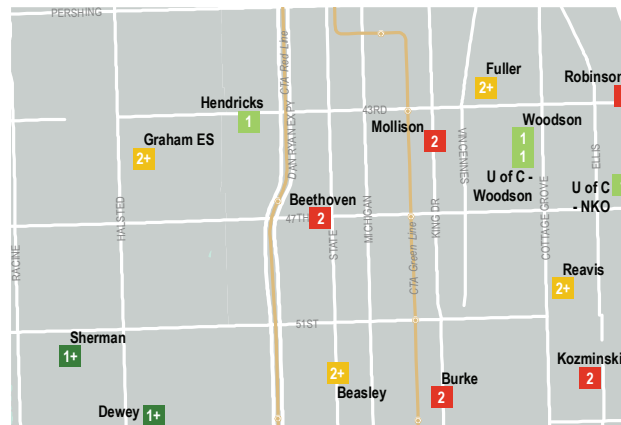 PERSHING
CTA Red Line
Fuller
2+
Robinson
Hendricks
1
43RD
DAN RYAN EXPY
Mollison
2
Woodson
1
1
Graham ES
2+
VINCENNES
ELLIS
U of C -
Woodson
U of C
- NKO
Beethoven
2
47TH
HALSTED
STATE
MICHIGAN
KING DR
COTTAGE GROVE
RACINE
CTA Green Line
Reavis
2+
51ST
Sherman
1+
2+
Beasley
Burke
2
Kozminski
2
Dewey
1+